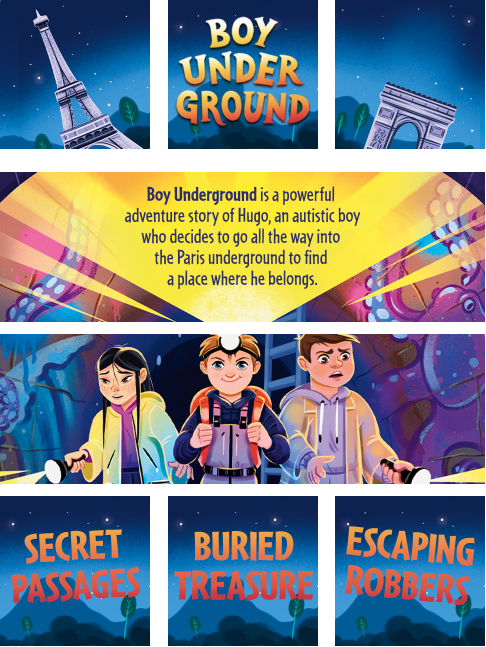 BOY
UNDER
GROUND
Boy Underground is a powerful
adventure story of Hugo, an autistic boy
who decides to go all the way into
the Paris underground to find
a place where he belongs.
SECRET
PASSAGES
BURIED
TREASURE
ESCAPING
ROBBERS